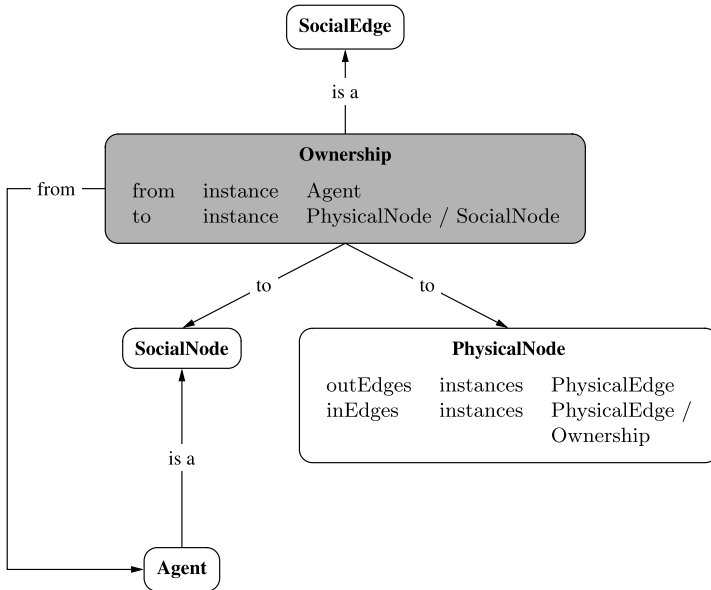 SocialEdge
is a
Ownership
from instance Agent
to instance PhysicalNode / SocialNode
from
to
to
SocialNode
PhysicalNode
outEdges instances PhysicalEdge
inEdges instances PhysicalEdge /
Ownership
is a
Agent